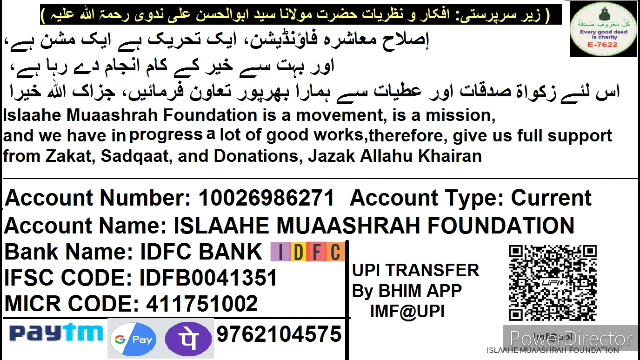 ( زیر سرپرستی: افکار و نظریات حضرت مولانا سید ابوالحسن علی ندوی رحمۃ اللہ علیہ )
كل معروف صدقة
Every good deed
is charity
E-7622
إصلاح معاشرہ فاؤنڈیشن، ایک تحریک ہے ایک مشن ہے،
اور بہت سے خیر کے کام انجام دے رہا ہے،
اس لئے زکواۃ صدقات اور عطیات سے ہمارا بھرپور تعاون فرمائیں، جزاک اللہ خیرا
Islaahe Muaashrah Foundation is a movement, is a mission,
and we have in progress a lot of good works,therefore, give us full support
from Zakat, Sadqaat, and Donations, Jazak Allahu Khairan
Account Number: 10026986271 Account Type: Current
Account Name: ISLAAHE MUAASHRAH FOUNDATION
Bank Name: IDFC BANK IDFC
IFSC CODE: IDFB0041351
MICR CODE: 411751002
UPI TRANSFER
By BHIM APP
IMF@UPI
paytm G Pay पे 9762104575
imf@upi
PowerDirector
ISLAAHE MUAASHRAH FOUNDATION